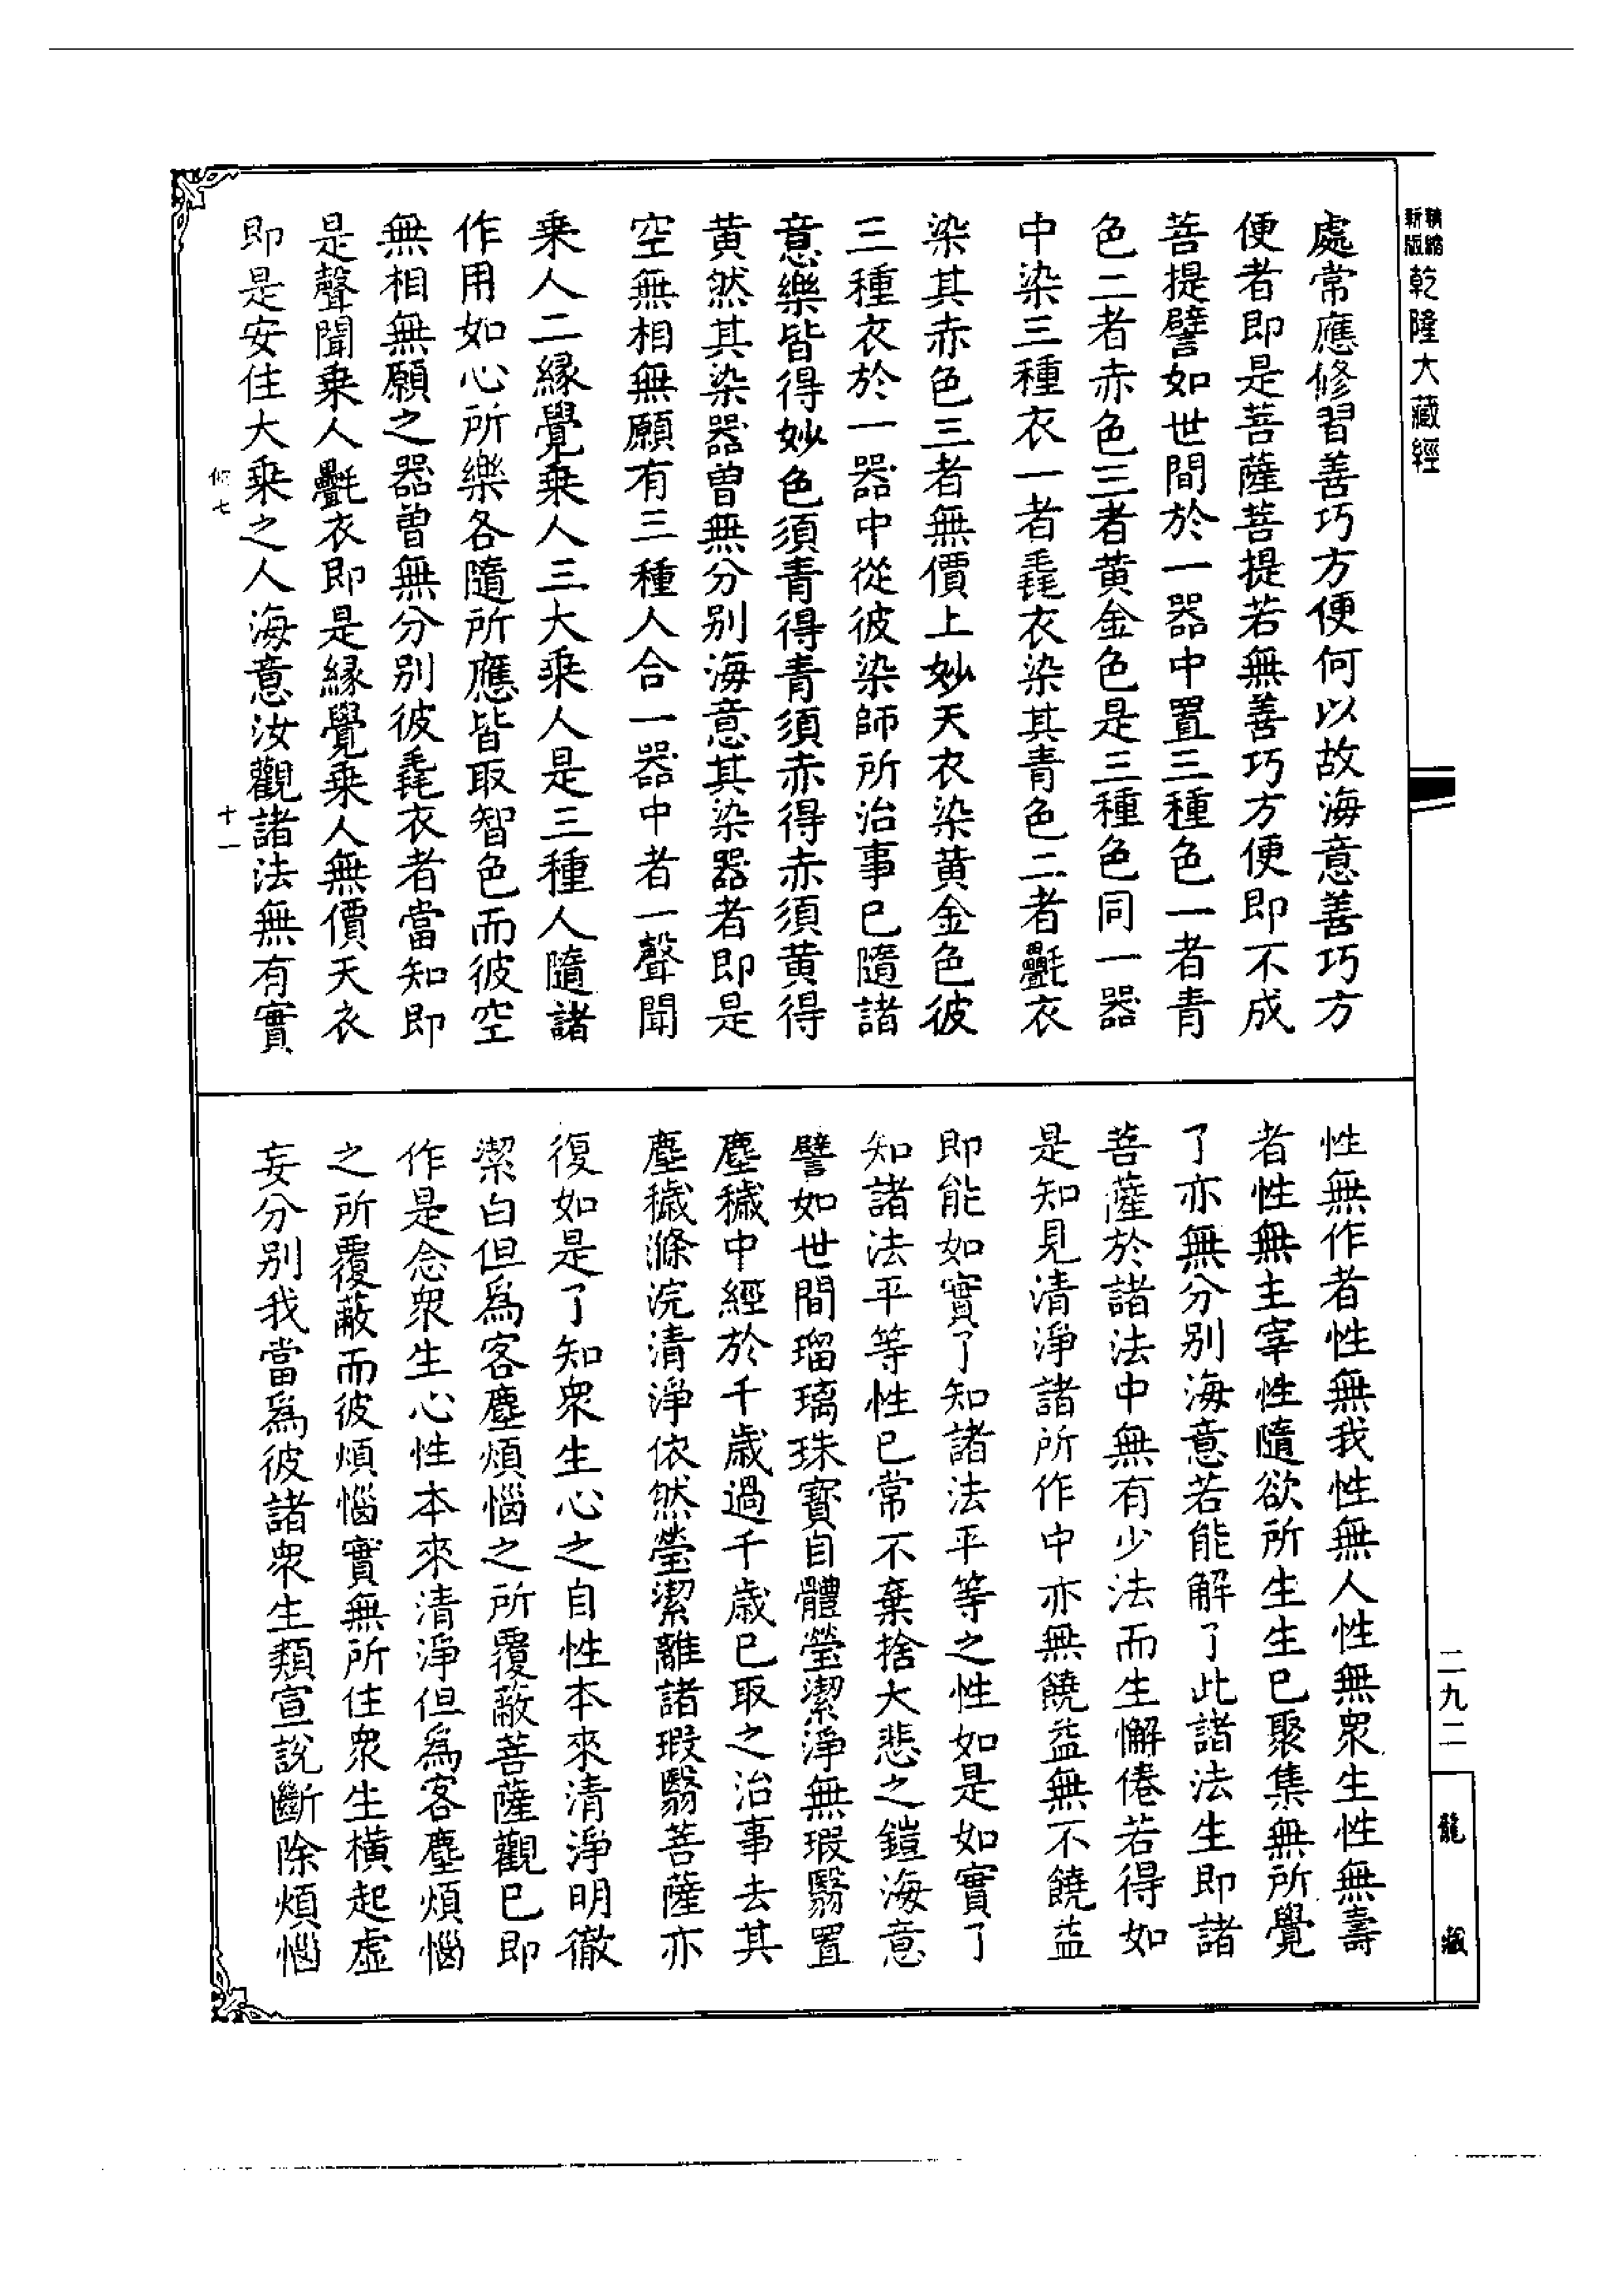 精縮新版 乾隆大藏經
處常應修習善巧方便何以故海意善巧方
便者即是菩薩菩提若無善巧方便即不成
菩提譬如世間於一器中置三種色一者青
色二者赤色三者黃金色是三種色同一器
中染三種衣一者毳衣染其青色二者㲲衣
染其赤色三者無價上妙天衣染黃金色彼
三種衣於一器中從彼染師所治事已隨諸
意樂皆得妙色須青得青須赤得赤須黃得
黃然其染器曾無分別海意其染器者即是
空無相無願有三種人合一器中者一聲聞
乘人二緣覺乘人三大乘人是三種人隨諸
作用如心所樂各隨所應皆取智色而彼空
無相無願之器曾無分別彼毳衣者當知即
是聲聞乘人㲲衣即是緣覺乘人無價天衣
即是安住大乘之人海意汝觀諸法無有實
性無作者性無我性無人性無眾生性無壽
者性無主宰性隨欲所生生已聚集無所覺
了亦無分別海意若能解了此諸法生即諸
菩薩於諸法中無有少法而生懈倦若得如
是知見清淨諸所作中亦無饒益無不饒益
即能如實了知諸法平等之性如是如實了
知諸法平等性已常不棄捨大悲之鎧海意
譬如世間瑠璃珠寶自體瑩潔淨無瑕翳置
塵穢中經於千歲過千歲已取之治事去其
塵穢滌浣清淨依然瑩潔離諸瑕翳菩薩亦
復如是了知眾生心之自性本來清淨明徹
潔白但為客塵煩惱之所覆蔽菩薩觀已即
作是念眾生心性本來清淨但為客塵煩惱
之所覆蔽而彼煩惱實無所住眾生橫起虛
妄分別我當為彼諸眾生類宣說斷除煩惱
十一
二九二
龍藏